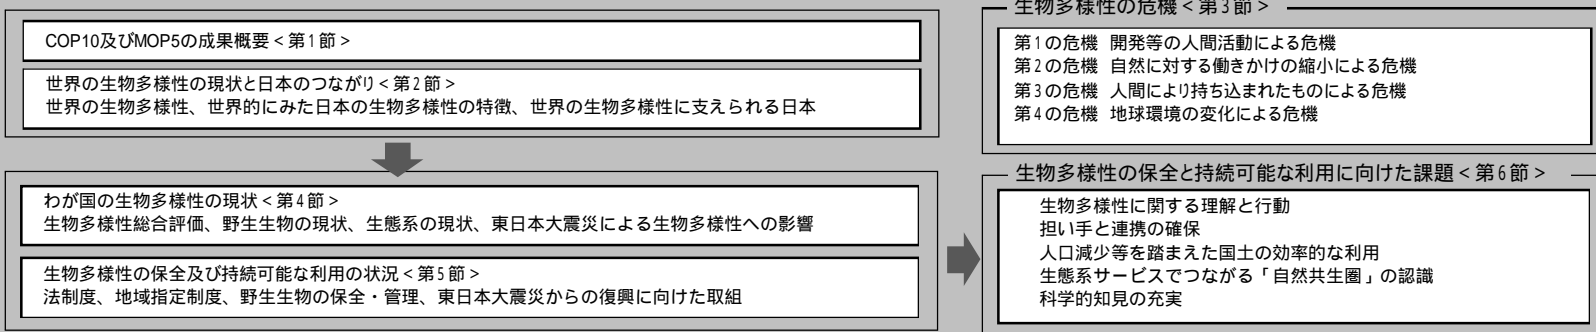 COP10及びMOP5の成果概要<第1節>
世界の生物多様性の現状と日本のつながり<第2節>
世界の生物多様性、世界的にみた日本の生物多様性の特徴、世界の生物多様性に支えられる日本
わが国の生物多様性の現状<第4節>
生物多様性総合評価、野生生物の現状、生態系の現状、東日本大震災による生物多様性への影響
生物多様性の保全及び持続可能な利用の状況<第5節>
法制度、地域指定制度、野生生物の保全・管理、東日本大震災からの復興に向けた取組
生物多様性の危機<第3節>
第1の危機 開発等の人間活動による危機
第2の危機 自然に対する働きかけの縮小による危機
第3の危機 人間により持ち込まれたものによる危機
第4の危機 地球環境の変化による危機
生物多様性の保全と持続可能な利用に向けた課題<第6節>
生物多様性に関する理解と行動
担い手と連携の確保
人口減少等を踏まえた国土の効率的な利用
生態系サービスでつながる「自然共生圏」の認識
科学的知見の充実